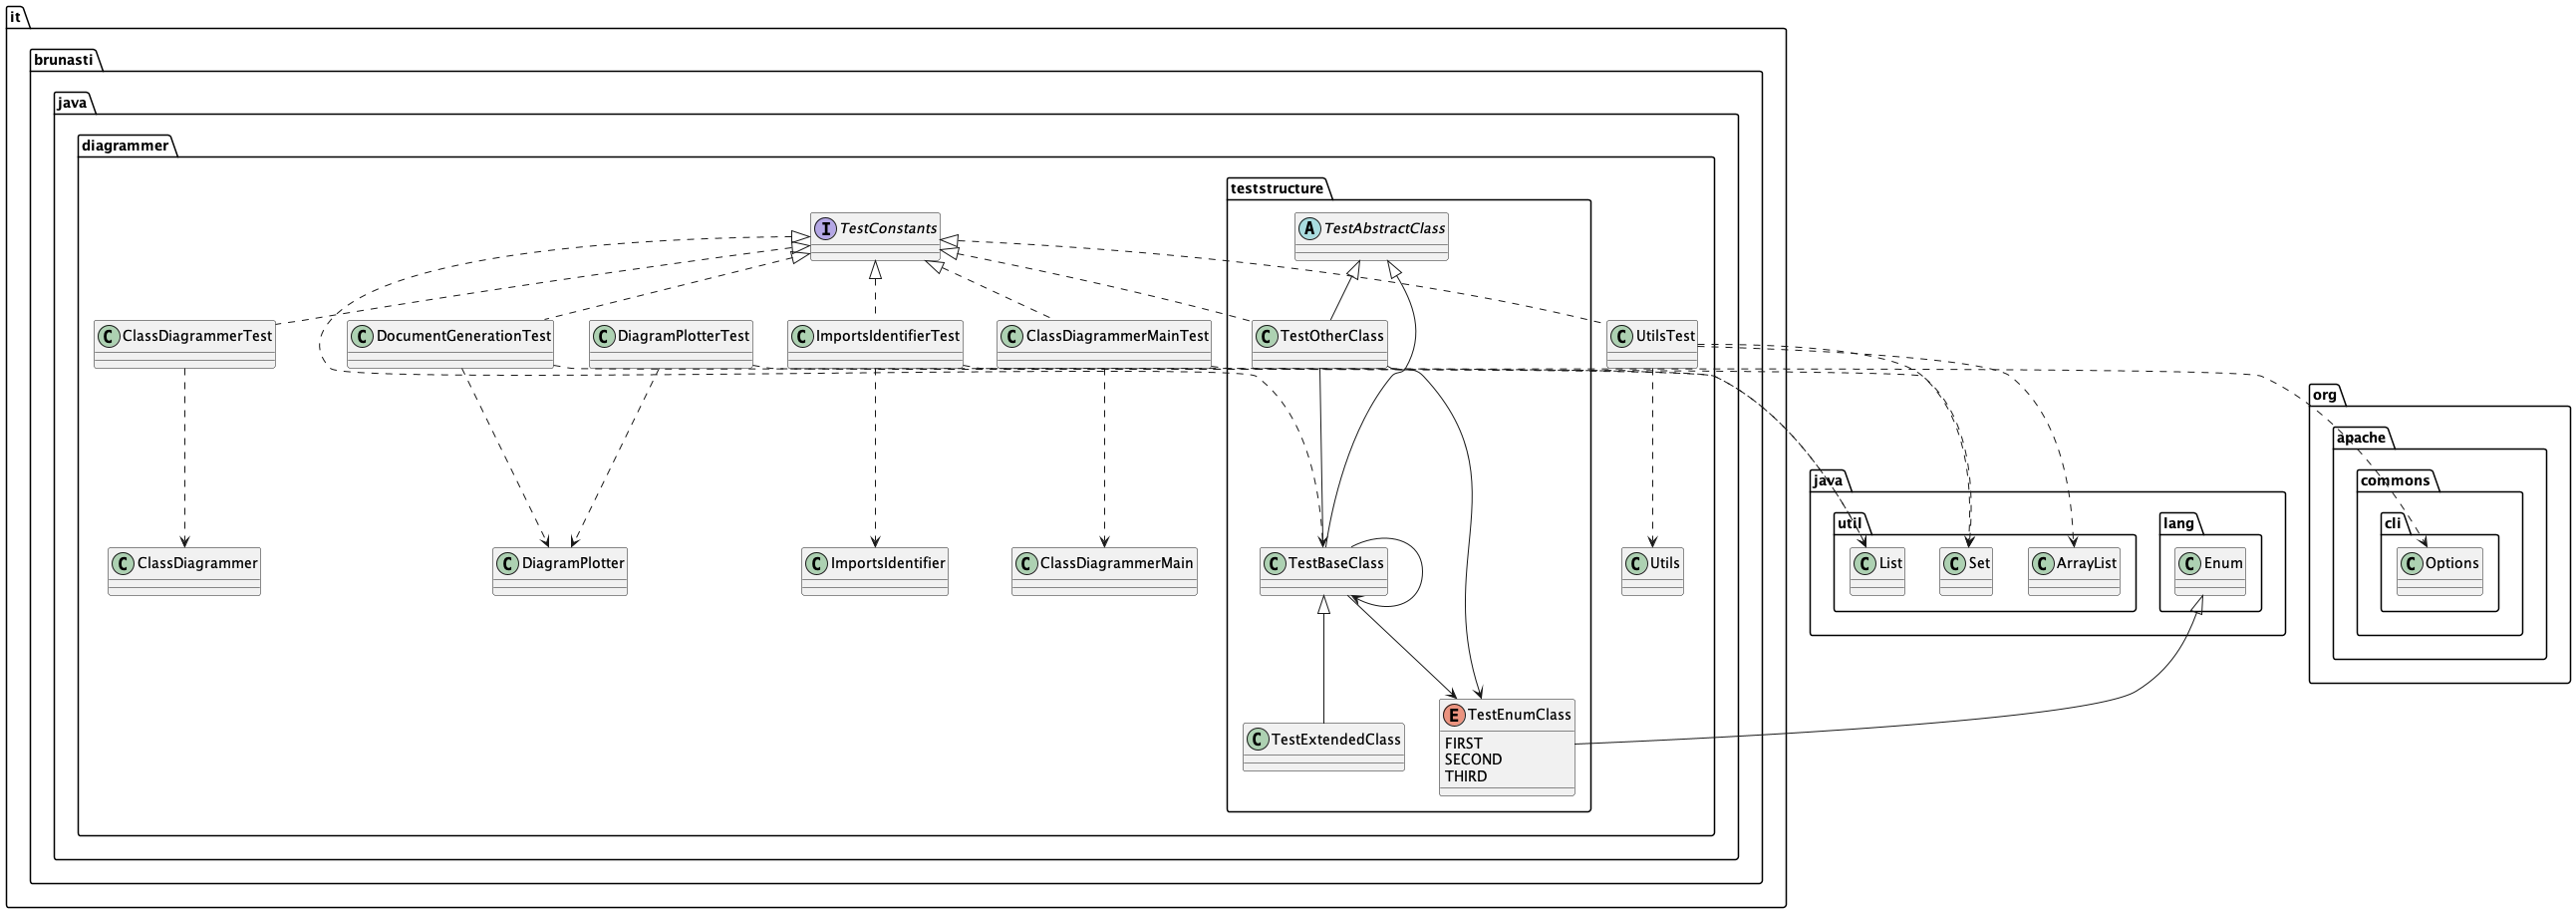 it
brunasti
java
diagrammer
teststructure
I TestConstants
A TestAbstractClass
C ClassDiagrammerTest
C DocumentGenerationTest
C DiagramPlotterTest
C ImportsIdentifierTest
C ClassDiagrammerMainTest
C TestOtherClass
C UtilsTest
org
apache
java
commons
util
lang
cli
C ClassDiagrammer
C DiagramPlotter
C ImportsIdentifier
C ClassDiagrammerMain
C TestBaseClass
C Utils
C List
C Set
C ArrayList
C Enum
C Options
C TestExtendedClass
E TestEnumClass
FIRST
SECOND
THIRD